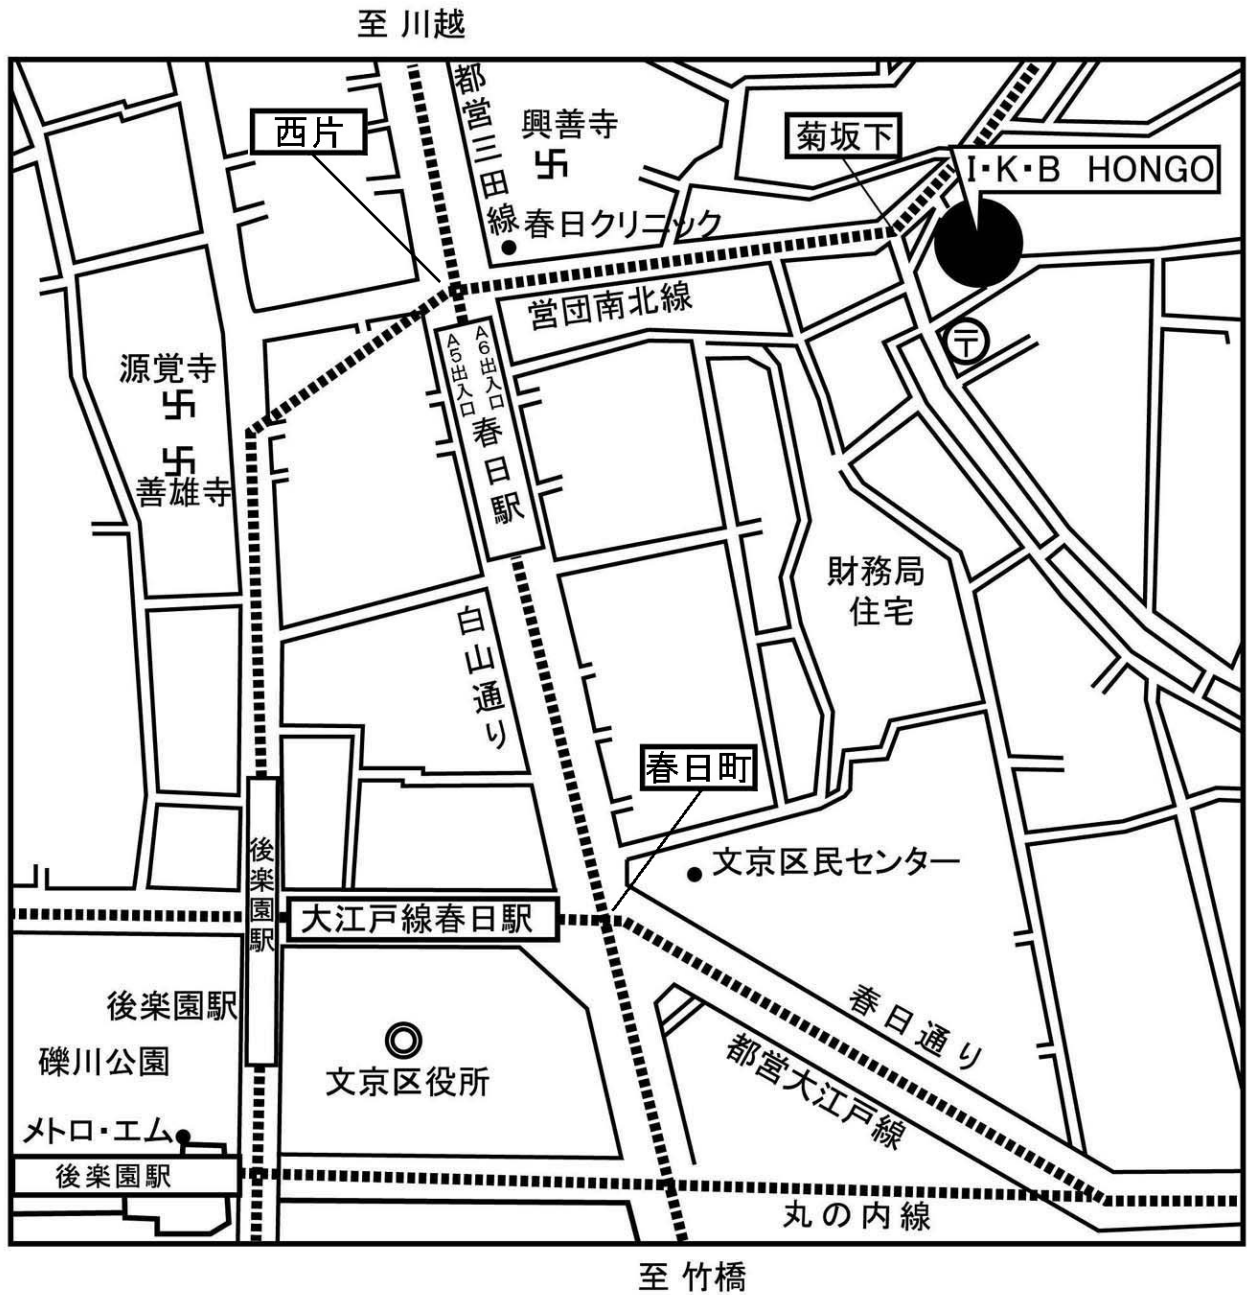 至 川越
都営三田線
西片
興善寺
菊坂下
I・K・B HONGO
春日クリニック
営団南北線
〒
源覚寺
善雄寺
A5出入口
A6出入口
春日駅
財務局
住宅
白山通り
春日町
文京区民センター
後楽園駅
大江戸線春日駅
後楽園駅
礫川公園
文京区役所
春日通り
都営大江戸線
メトロ・エム
後楽園駅
丸の内線
至 竹橋